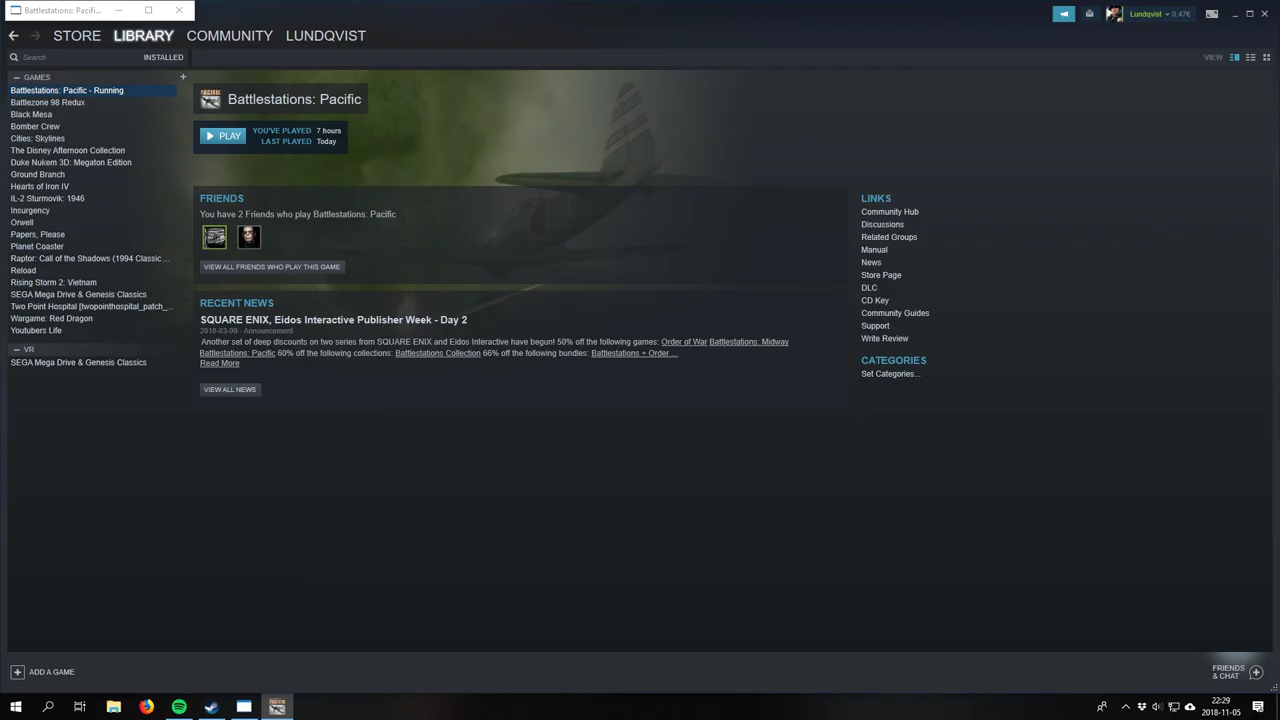 Battlestations: Pacifi...
Lundqvist 0,47€
STORE LIBRARY COMMUNITY LUNDQVIST
Search INSTALLED VIEW
GAMES
Battlestations: Pacific - Running
Battlezone 98 Redux
Black Mesa
Bomber Crew
Cities: Skylines
The Disney Afternoon Collection
Duke Nukem 3D: Megaton Edition
Ground Branch
Hearts of Iron IV
IL-2 Sturmovik: 1946
Insurgency
Orwell
Papers, Please
Planet Coaster
Raptor: Call of the Shadows (1994 Classic ...
Reload
Rising Storm 2: Vietnam
SEGA Mega Drive & Genesis Classics
Two Point Hospital [twopointhospital_patch_...
Wargame: Red Dragon
Youtubers Life
VR
SEGA Mega Drive & Genesis Classics
PACIFIC
Battlestations: Pacific
PLAY
YOU'VE PLAYED 7 hours
LAST PLAYED Today
FRIENDS
You have 2 Friends who play Battlestations: Pacific
VIEW ALL FRIENDS WHO PLAY THIS GAME
RECENT NEWS
SQUARE ENIX, Eidos Interactive Publisher Week - Day 2
2010-03-09 - Announcement
Another set of deep discounts on two series from SQUARE ENIX and Eidos Interactive have begun! 50% off the following games: Order of War Battlestations: Midway
Battlestations: Pacific 60% off the following collections: Battlestations Collection 66% off the following bundles: Battlestations + Order ...
Read More
VIEW ALL NEWS
LINKS
Community Hub
Discussions
Related Groups
Manual
News
Store Page
DLC
CD Key
Community Guides
Support
Write Review
CATEGORIES
Set Categories...
ADD A GAME
FRIENDS
& CHAT
PACIFIC
22:29
2018-11-05